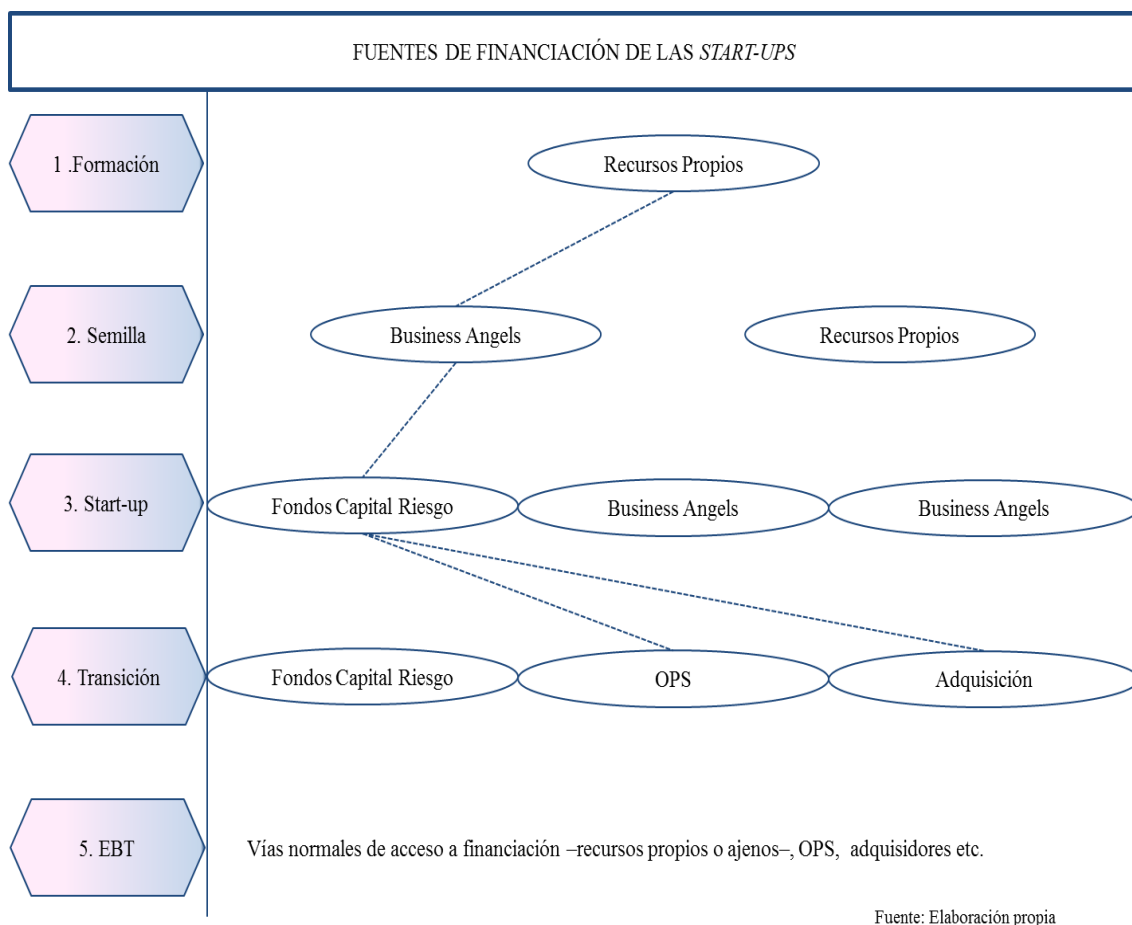 FUENTES DE FINANCIACIÓN DE LAS START-UPS
1 .Formación
Recursos Propios
2. Semilla
Business Angels
Recursos Propios
3. Start-up
Fondos Capital Riesgo
Business Angels
Business Angels
4. Transición
Fondos Capital Riesgo
OPS
Adquisición
5. EBT
Vías normales de acceso a financiación –recursos propios o ajenos–, OPS, adquisidores etc.
Fuente: Elaboración propia